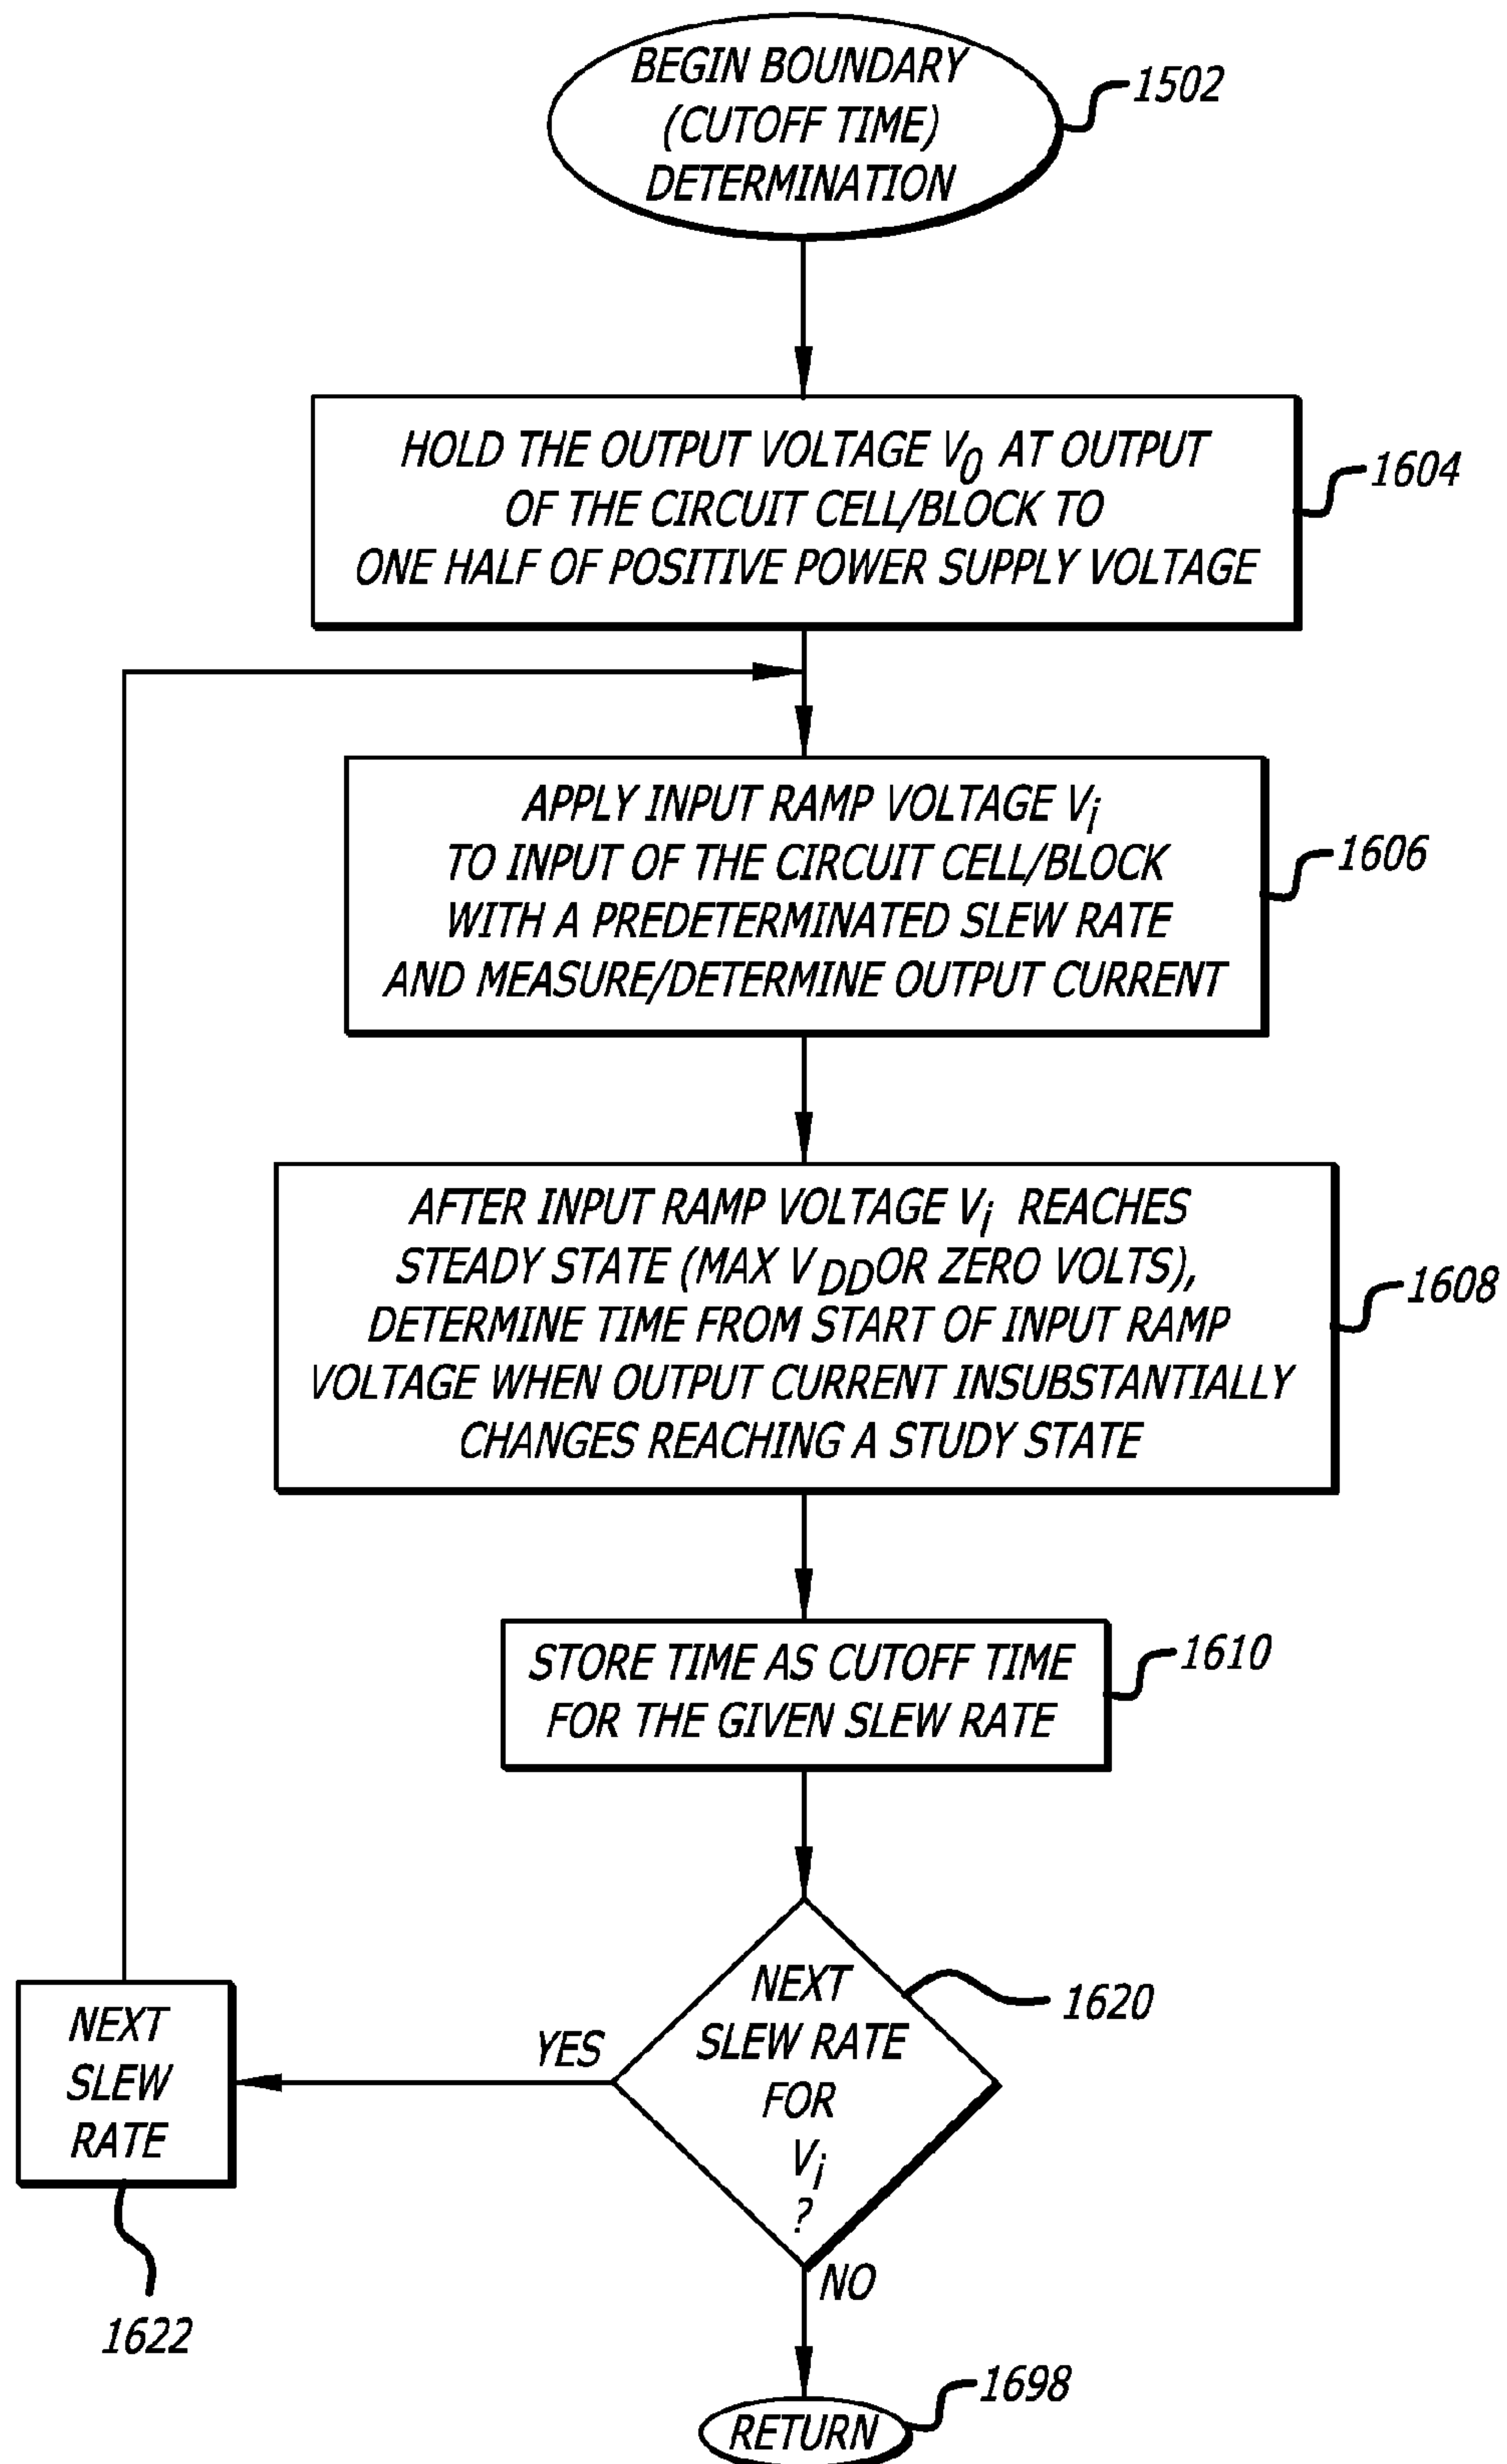 BEGIN BOUNDARY
(CUTOFF TIME)
DETERMINATION
1502
HOLD THE OUTPUT VOLTAGE V0 AT OUTPUT
OF THE CIRCUIT CELL/BLOCK TO
ONE HALF OF POSITIVE POWER SUPPLY VOLTAGE
1604
APPLY INPUT RAMP VOLTAGE Vi
TO INPUT OF THE CIRCUIT CELL/BLOCK
WITH A PREDETERMINATED SLEW RATE
AND MEASURE/DETERMINE OUTPUT CURRENT
1606
AFTER INPUT RAMP VOLTAGE Vi REACHES
STEADY STATE (MAX VDD OR ZERO VOLTS),
DETERMINE TIME FROM START OF INPUT RAMP
VOLTAGE WHEN OUTPUT CURRENT INSUBSTANTIALLY
CHANGES REACHING A STUDY STATE
1608
STORE TIME AS CUTOFF TIME
FOR THE GIVEN SLEW RATE
1610
NEXT
SLEW RATE
FOR
Vi
?
1620
YES
NEXT
SLEW
RATE
1622
NO
RETURN
1698